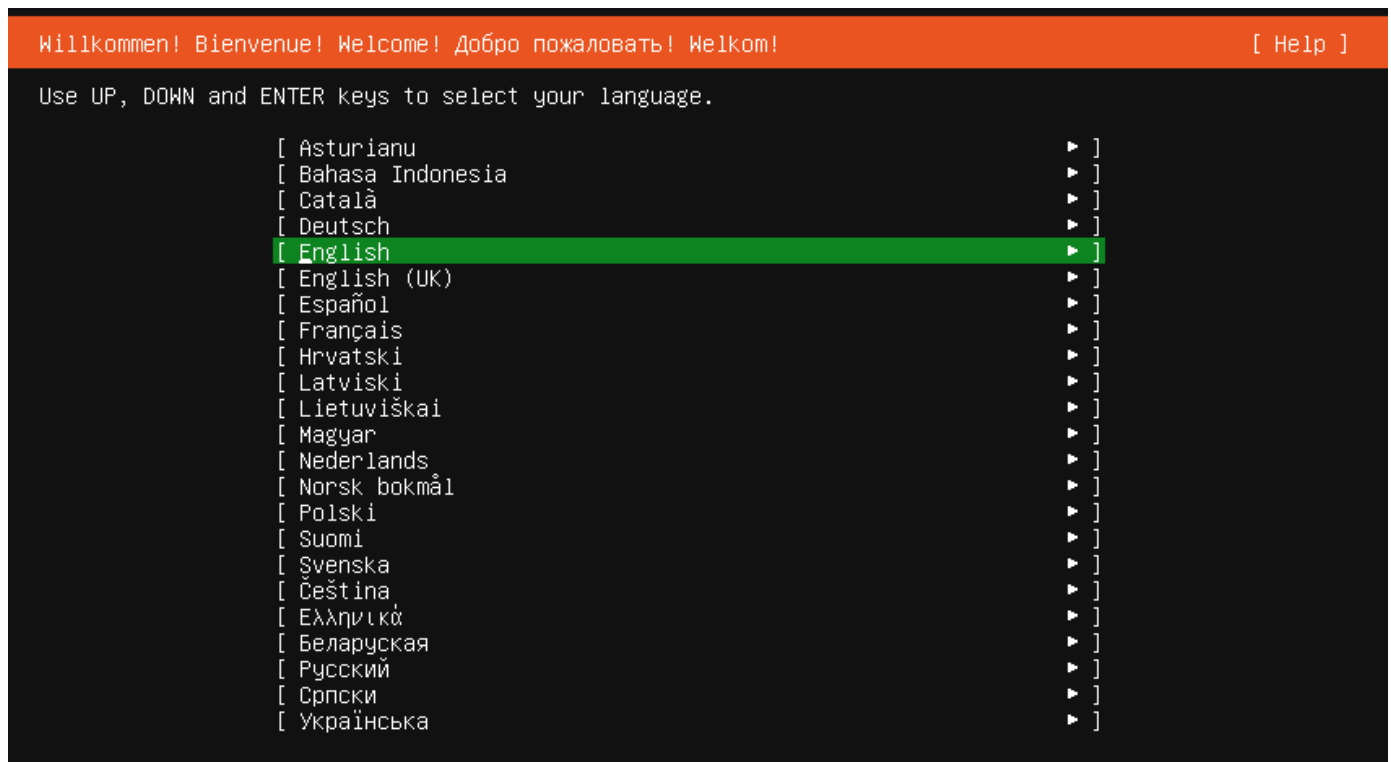 Willkommen! Bienvenue! Welcome! Добро пожаловать! Welkom! [ Help ]
Use UP, DOWN and ENTER keys to select your language.
[ Asturianu ► ]
[ Bahasa Indonesia ► ]
[ Català ► ]
[ Deutsch ► ]
[ English ► ]
[ English (UK) ► ]
[ Español ► ]
[ Français ► ]
[ Hrvatski ► ]
[ Latviski ► ]
[ Lietuviškai ► ]
[ Magyar ► ]
[ Nederlands ► ]
[ Norsk bokmål ► ]
[ Polski ► ]
[ Suomi ► ]
[ Svenska ► ]
[ Čeština ► ]
[ Ελληνικά ► ]
[ Беларуская ► ]
[ Русский ► ]
[ Српски ► ]
[ Українська ► ]